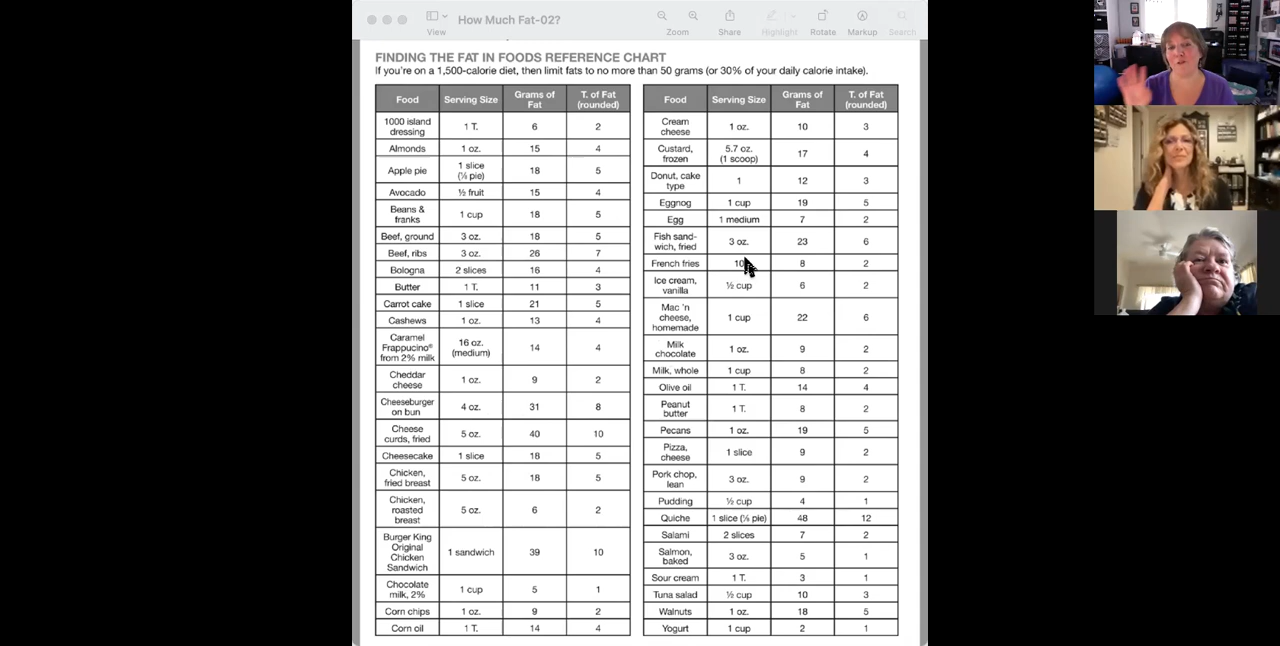 How Much Fat-02?
View
Zoom
Share
Highlight
Rotate
Markup
Search
FINDING THE FAT IN FOODS REFERENCE CHART
If you're on a 1,500-calorie diet, then limit fats to no more than 50 grams (or 30% of your daily calorie intake).
Food Serving Size Grams of Fat T. of Fat (rounded)
1000 island dressing 1 T. 6 2
Almonds 1 oz. 15 4
Apple pie 1 slice (⅛ pie) 18 5
Avocado ½ fruit 15 4
Beans & franks 1 cup 18 5
Beef, ground 3 oz. 18 5
Beef, ribs 3 oz. 26 7
Bologna 2 slices 16 4
Butter 1 T. 11 3
Carrot cake 1 slice 21 5
Cashews 1 oz. 13 4
Caramel Frappucino® from 2% milk 16 oz. (medium) 14 4
Cheddar cheese 1 oz. 9 2
Cheeseburger on bun 4 oz. 31 8
Cheese curds, fried 5 oz. 40 10
Cheesecake 1 slice 18 5
Chicken, fried breast 5 oz. 18 5
Chicken, roasted breast 5 oz. 6 2
Burger King Original Chicken Sandwich 1 sandwich 39 10
Chocolate milk, 2% 1 cup 5 1
Corn chips 1 oz. 9 2
Corn oil 1 T. 14 4
Food Serving Size Grams of Fat T. of Fat (rounded)
Cream cheese 1 oz. 10 3
Custard, frozen 5.7 oz. (1 scoop) 17 4
Donut, cake type 1 12 3
Eggnog 1 cup 19 5
Egg 1 medium 7 2
Fish sand-wich, fried 3 oz. 23 6
French fries 10 8 2
Ice cream, vanilla ½ cup 6 2
Mac 'n cheese, homemade 1 cup 22 6
Milk chocolate 1 oz. 9 2
Milk, whole 1 cup 8 2
Olive oil 1 T. 14 4
Peanut butter 1 T. 8 2
Pecans 1 oz. 19 5
Pizza, cheese 1 slice 9 2
Pork chop, lean 3 oz. 9 2
Pudding ½ cup 4 1
Quiche 1 slice (⅛ pie) 48 12
Salami 2 slices 7 2
Salmon, baked 3 oz. 5 1
Sour cream 1 T. 3 1
Tuna salad ½ cup 10 3
Walnuts 1 oz. 18 5
Yogurt 1 cup 2 1